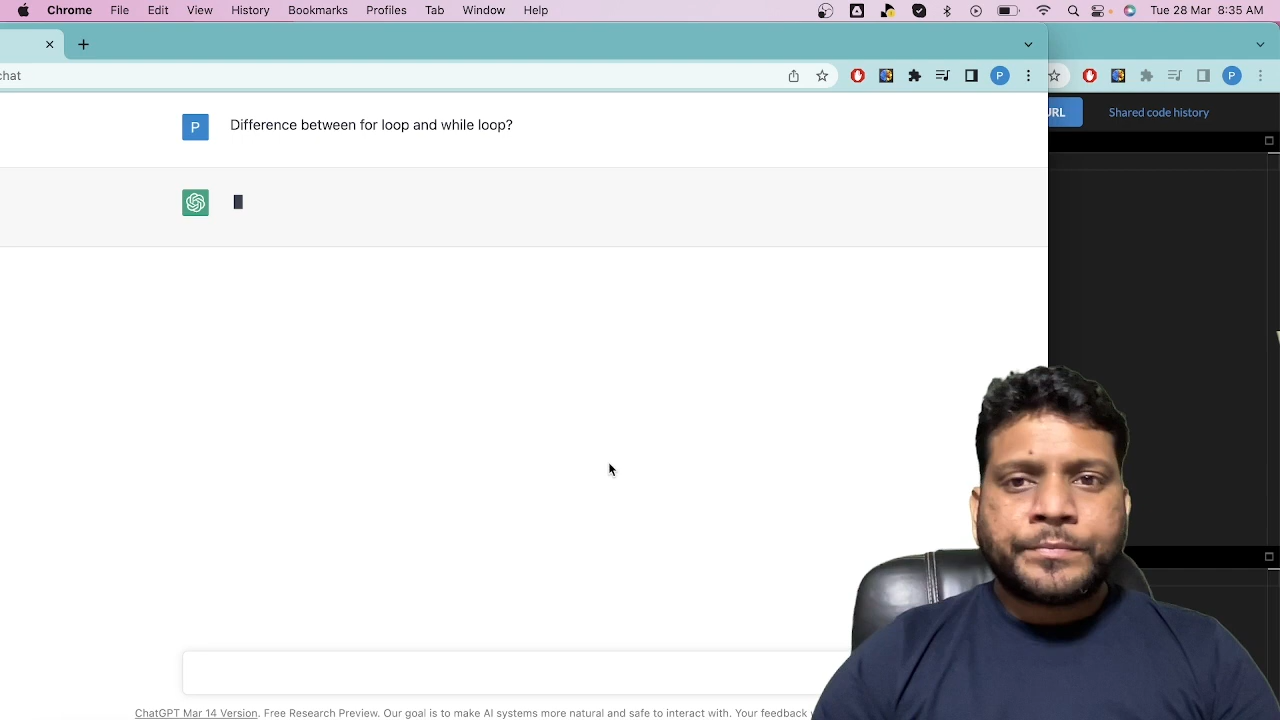 Chrome File Edit View History Bookmarks Profiles Tab Window Help Tue 28 Mar 8:35 AM
chat P P
URL Shared code history
P Difference between for loop and while loop?
ChatGPT Mar 14 Version. Free Research Preview. Our goal is to make AI systems more natural and safe to interact with. Your feedback